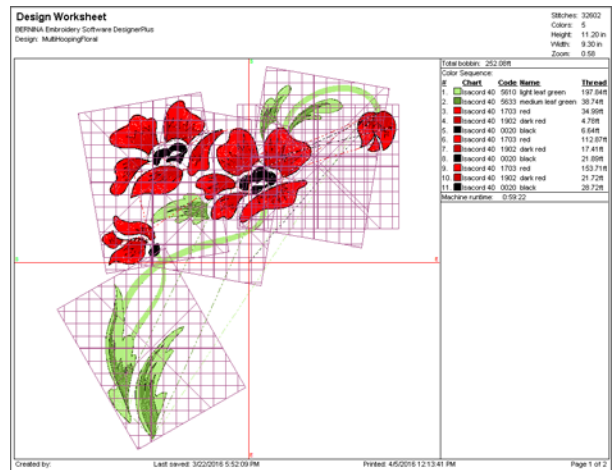 Design Worksheet
BERNINA Embroidery Software DesignerPlus
Design: MultiHoopingFloral
Stitches: 32602
Colors: 5
Height: 11.20 in
Width: 9.30 in
Zoom: 0.58
Total bobbin: 252.08ft
Color Sequence:
# Chart Code Name Thread
1. Isacord 40 5610 light leaf green 197.84ft
2. Isacord 40 5633 medium leaf green 38.74ft
3. Isacord 40 1703 red 34.99ft
4. Isacord 40 1902 dark red 4.78ft
5. Isacord 40 0020 black 6.64ft
6. Isacord 40 1703 red 112.87ft
7. Isacord 40 1902 dark red 17.41ft
8. Isacord 40 0020 black 21.89ft
9. Isacord 40 1703 red 153.71ft
10. Isacord 40 1902 dark red 21.72ft
11. Isacord 40 0020 black 28.72ft
Machine runtime: 0:59:22
Created by: Last saved: 3/22/2016 5:52:09 PM Printed: 4/5/2016 12:13:41 PM Page 1 of 2